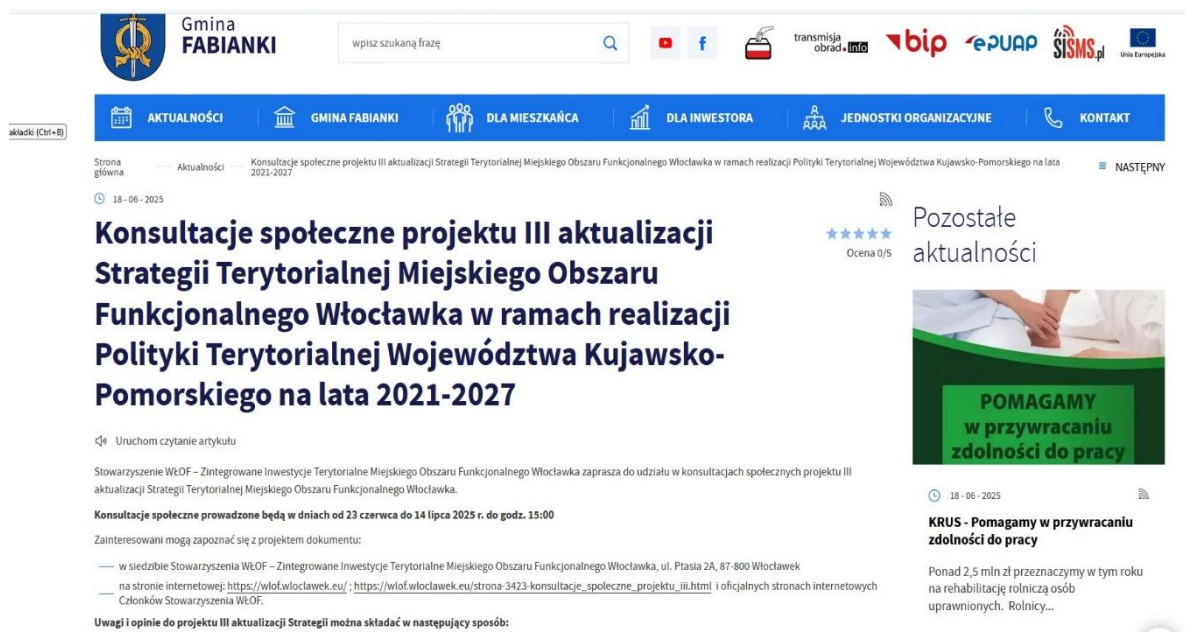 Gmina
FABIANKI
wpisz szukaną frazę
transmisja
obrad.info
bip
ePUAP
SISMS.pl
Unia Europejska
akładki (Ctrl+B)
AKTUALNOŚCI
GMINA FABIANKI
DLA MIESZKAŃCA
DLA INWESTORA
JEDNOSTKI ORGANIZACYJNE
KONTAKT
Strona
główna
Aktualności
Konsultacje społeczne projektu III aktualizacji Strategii Terytorialnej Miejskiego Obszaru Funkcjonalnego Włocławka w ramach realizacji Polityki Terytorialnej Województwa Kujawsko-Pomorskiego na lata
2021-2027
NASTĘPNY
18 - 06 - 2025
Konsultacje społeczne projektu III aktualizacji
Strategii Terytorialnej Miejskiego Obszaru
Funkcjonalnego Włocławka w ramach realizacji
Polityki Terytorialnej Województwa Kujawsko-
Pomorskiego na lata 2021-2027
Ocena 0/5
Uruchom czytanie artykułu
Stowarzyszenie WŁOF – Zintegrowane Inwestycje Terytorialne Miejskiego Obszaru Funkcjonalnego Włocławka zaprasza do udziału w konsultacjach społecznych projektu III
aktualizacji Strategii Terytorialnej Miejskiego Obszaru Funkcjonalnego Włocławka.
Konsultacje społeczne prowadzone będą w dniach od 23 czerwca do 14 lipca 2025 r. do godz. 15:00
Zainteresowani mogą zapoznać się z projektem dokumentu:
w siedzibie Stowarzyszenia WŁOF – Zintegrowane Inwestycje Terytorialne Miejskiego Obszaru Funkcjonalnego Włocławka, ul. Ptasia 2A, 87-800 Włocławek
na stronie internetowej: https://wlof.wloclawek.eu/ ; https://wlof.wloclawek.eu/strona-3423-konsultacje_spoleczne_projektu_iii.html i oficjalnych stronach internetowych
Członków Stowarzyszenia WŁOF.
Uwagi i opinie do projektu III aktualizacji Strategii można składać w następujący sposób:
Pozostałe
aktualności
POMAGAMY
w przywracaniu
zdolności do pracy
18 - 06 - 2025
KRUS - Pomagamy w przywracaniu
zdolności do pracy
Ponad 2,5 mln zł przeznaczymy w tym roku
na rehabilitację rolniczą osób
uprawnionych. Rolnicy...